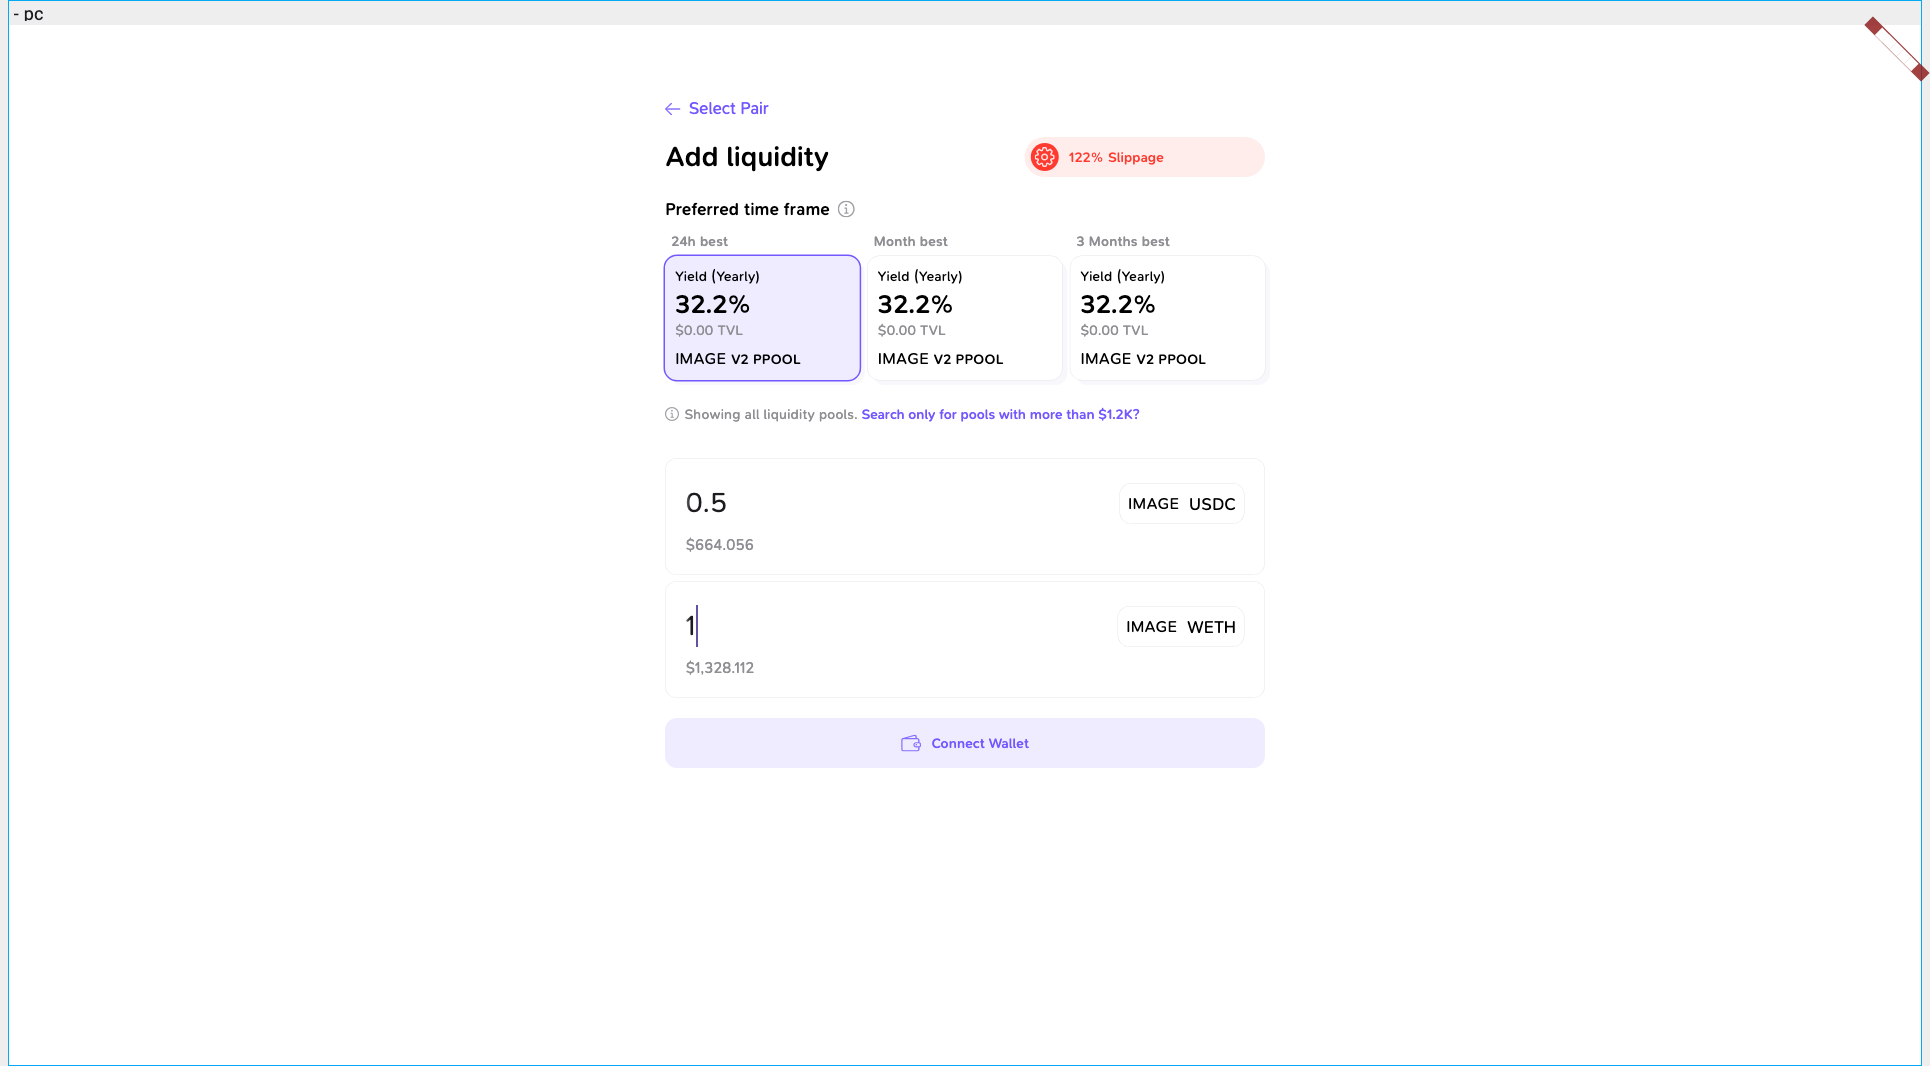 - pc
Select Pair
Add liquidity
122% Slippage
Preferred time frame
24h best
Month best
3 Months best
Yield (Yearly)
32.2%
$0.00 TVL
IMAGE V2 PPOOL
Yield (Yearly)
32.2%
$0.00 TVL
IMAGE V2 PPOOL
Yield (Yearly)
32.2%
$0.00 TVL
IMAGE V2 PPOOL
Showing all liquidity pools. Search only for pools with more than $1.2K?
0.5
IMAGE USDC
$664.056
1
IMAGE WETH
$1,328.112
Connect Wallet